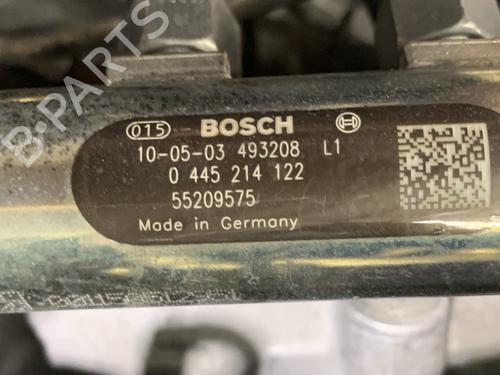 B-PARTS
015 BOSCH
10-05-03 493208 L1
0 445 214 122
55209575
Made in Germany